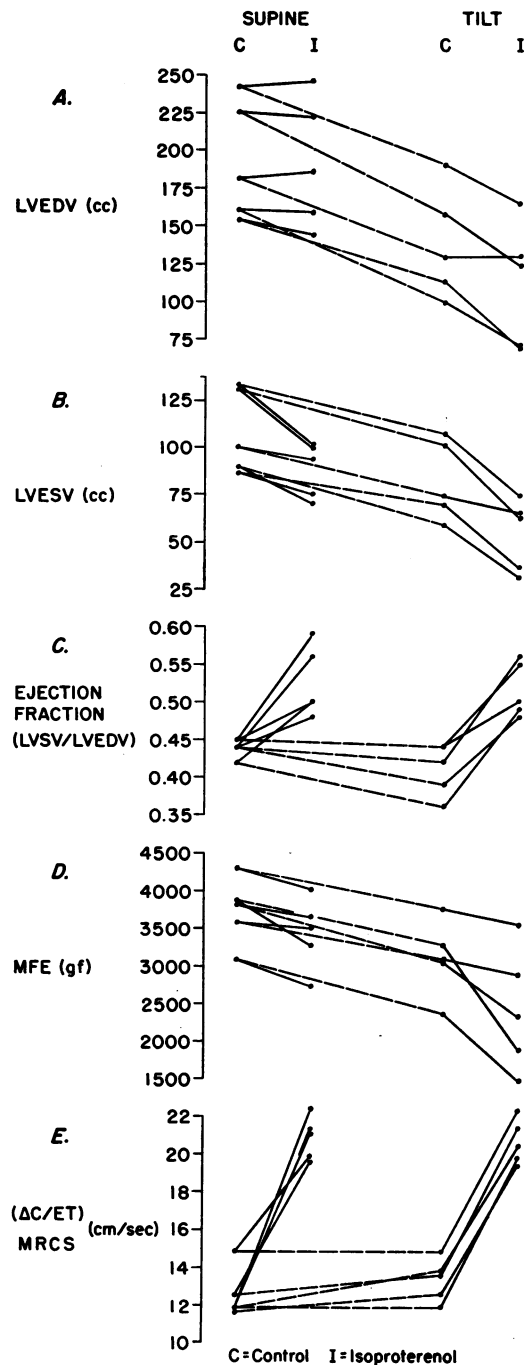 SUPINE TILT
C I C I
A.
LVEDV (cc)
250
225
200
175
150
125
100
75
B.
LVESV (cc)
125
100
75
50
25
C.
EJECTION
FRACTION
(LVSV/LVEDV)
0.60
0.55
0.50
0.45
0.40
0.35
D.
MFE (gf)
4500
4000
3500
3000
2500
2000
1500
E.
(ΔC/ET) (cm/sec)
MRCS
22
20
18
16
14
12
10
C=Control I=Isoproterenol